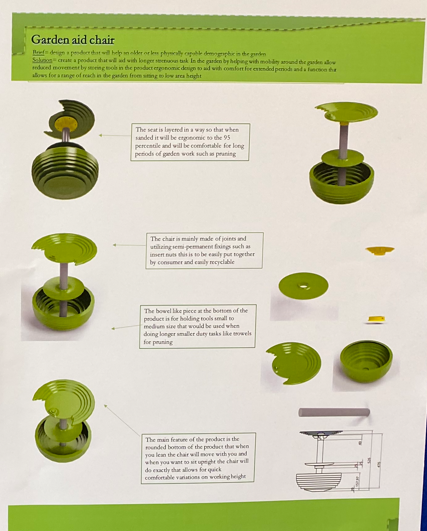 Garden aid chair
Brief:- design a product that will help an older or less physically capable demographic in the garden
Solution:- create a product that will aid with longer strenuous task In the garden by helping with mobility around the garden allow
reduced movement by storing tools in the product ergonomic design to aid with comfort for extended periods and a function that
allows for a range of reach in the garden from sitting to low area height
The seat is layered in a way so that when
sanded it will be ergonomic to the 95
percentile and will be comfortable for long
periods of garden work such as pruning
The chair is mainly made of joints and
utilizing semi-permanent fixings such as
insert nuts this is to be easily put together
by consumer and easily recyclable
The bowel like piece at the bottom of the
product is for holding tools small to
medium size that would be used when
doing longer smaller duty tasks like trowels
for pruning
The main feature of the product is the
rounded bottom of the product that when
you lean the chair will move with you and
when you want to sit upright the chair will
do exactly that allows for quick
comfortable variations on working height